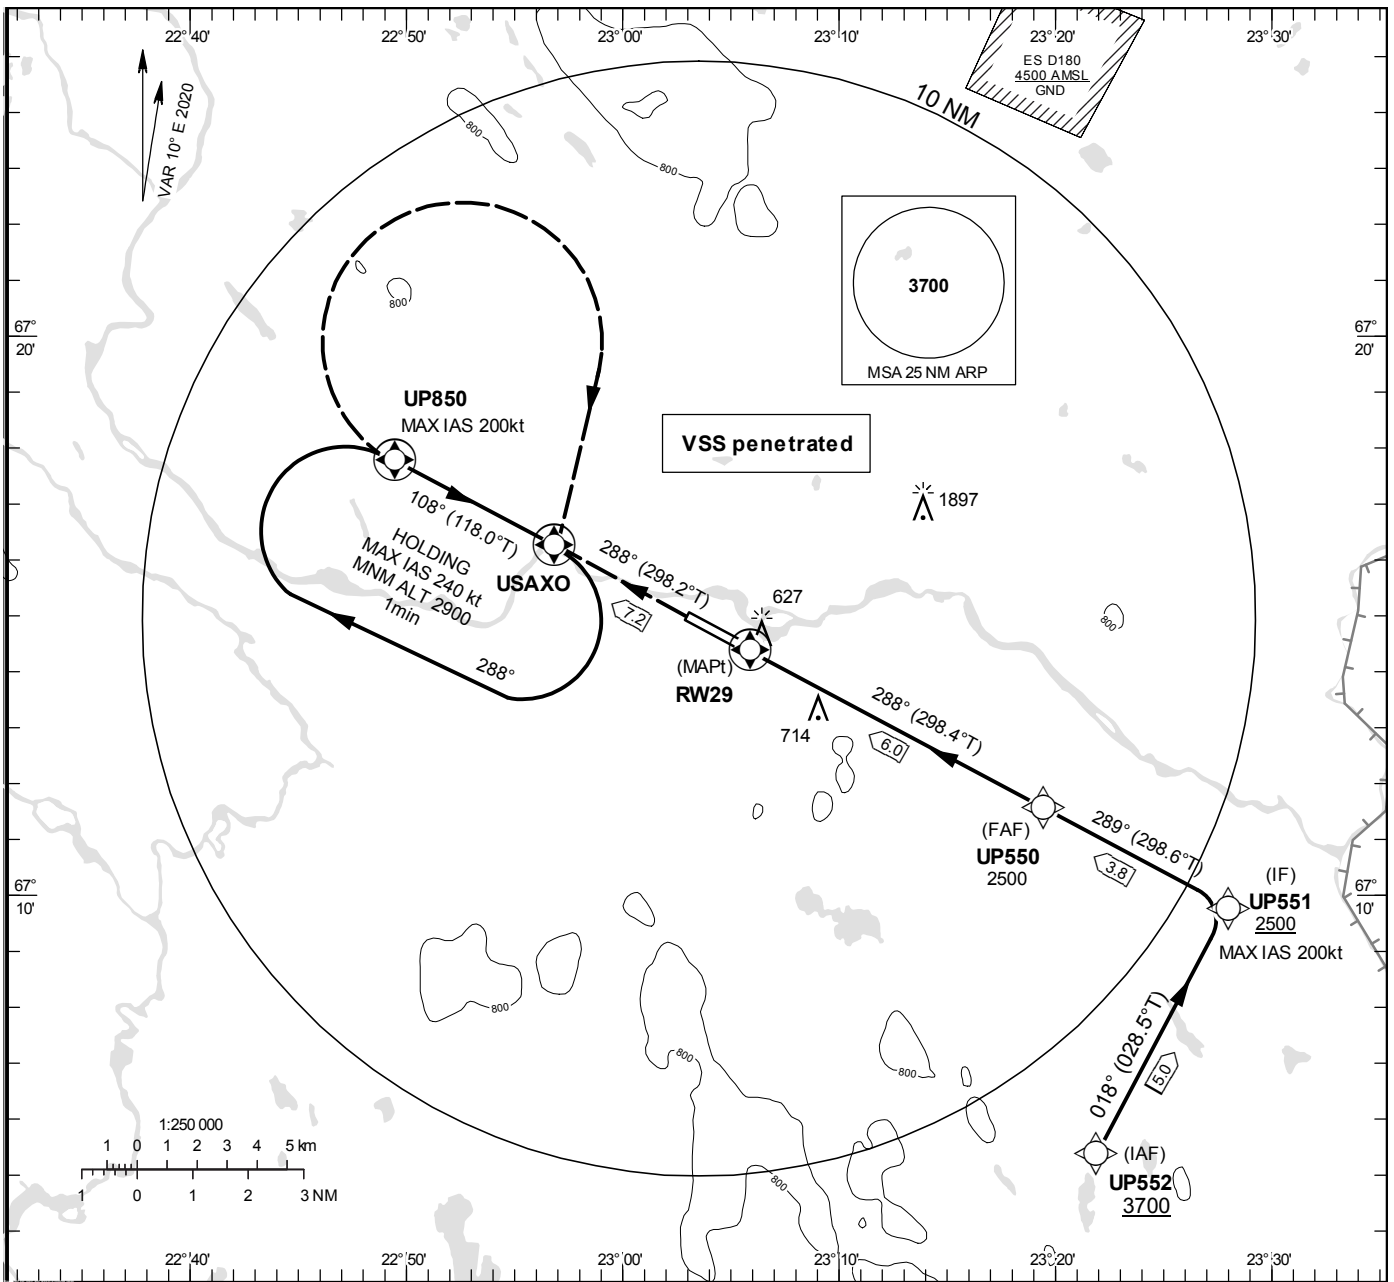 22°40'
22°50'
23°00'
23°10'
23°20'
23°30'
ES D180
4500 AMSL
GND
10 NM
VAR 10° E 2020
800
800
3700
MSA 25 NM ARP
800
67°
20'
67°
20'
UP850
MAX IAS 200kt
VSS penetrated
1897
108° (118.0°T)
HOLDING
MAX IAS 240 kt
MNM ALT 2900
1min
USAXO
288° (298.2°T)
7.2
627
800
288°
(MAPt)
RW29
714
288° (298.4°T)
6.0
(FAF)
UP550
2500
289° (298.6°T)
3.8
(IF)
UP551
2500
MAX IAS 200kt
67°
10'
67°
10'
800
800
800
018° (028.5°T)
5.0
1:250 000
1 0 1 2 3 4 5 km
1 0 1 2 3 NM
800
(IAF)
UP552
3700
22°40'
22°50'
23°00'
23°10'
23°20'
23°30'